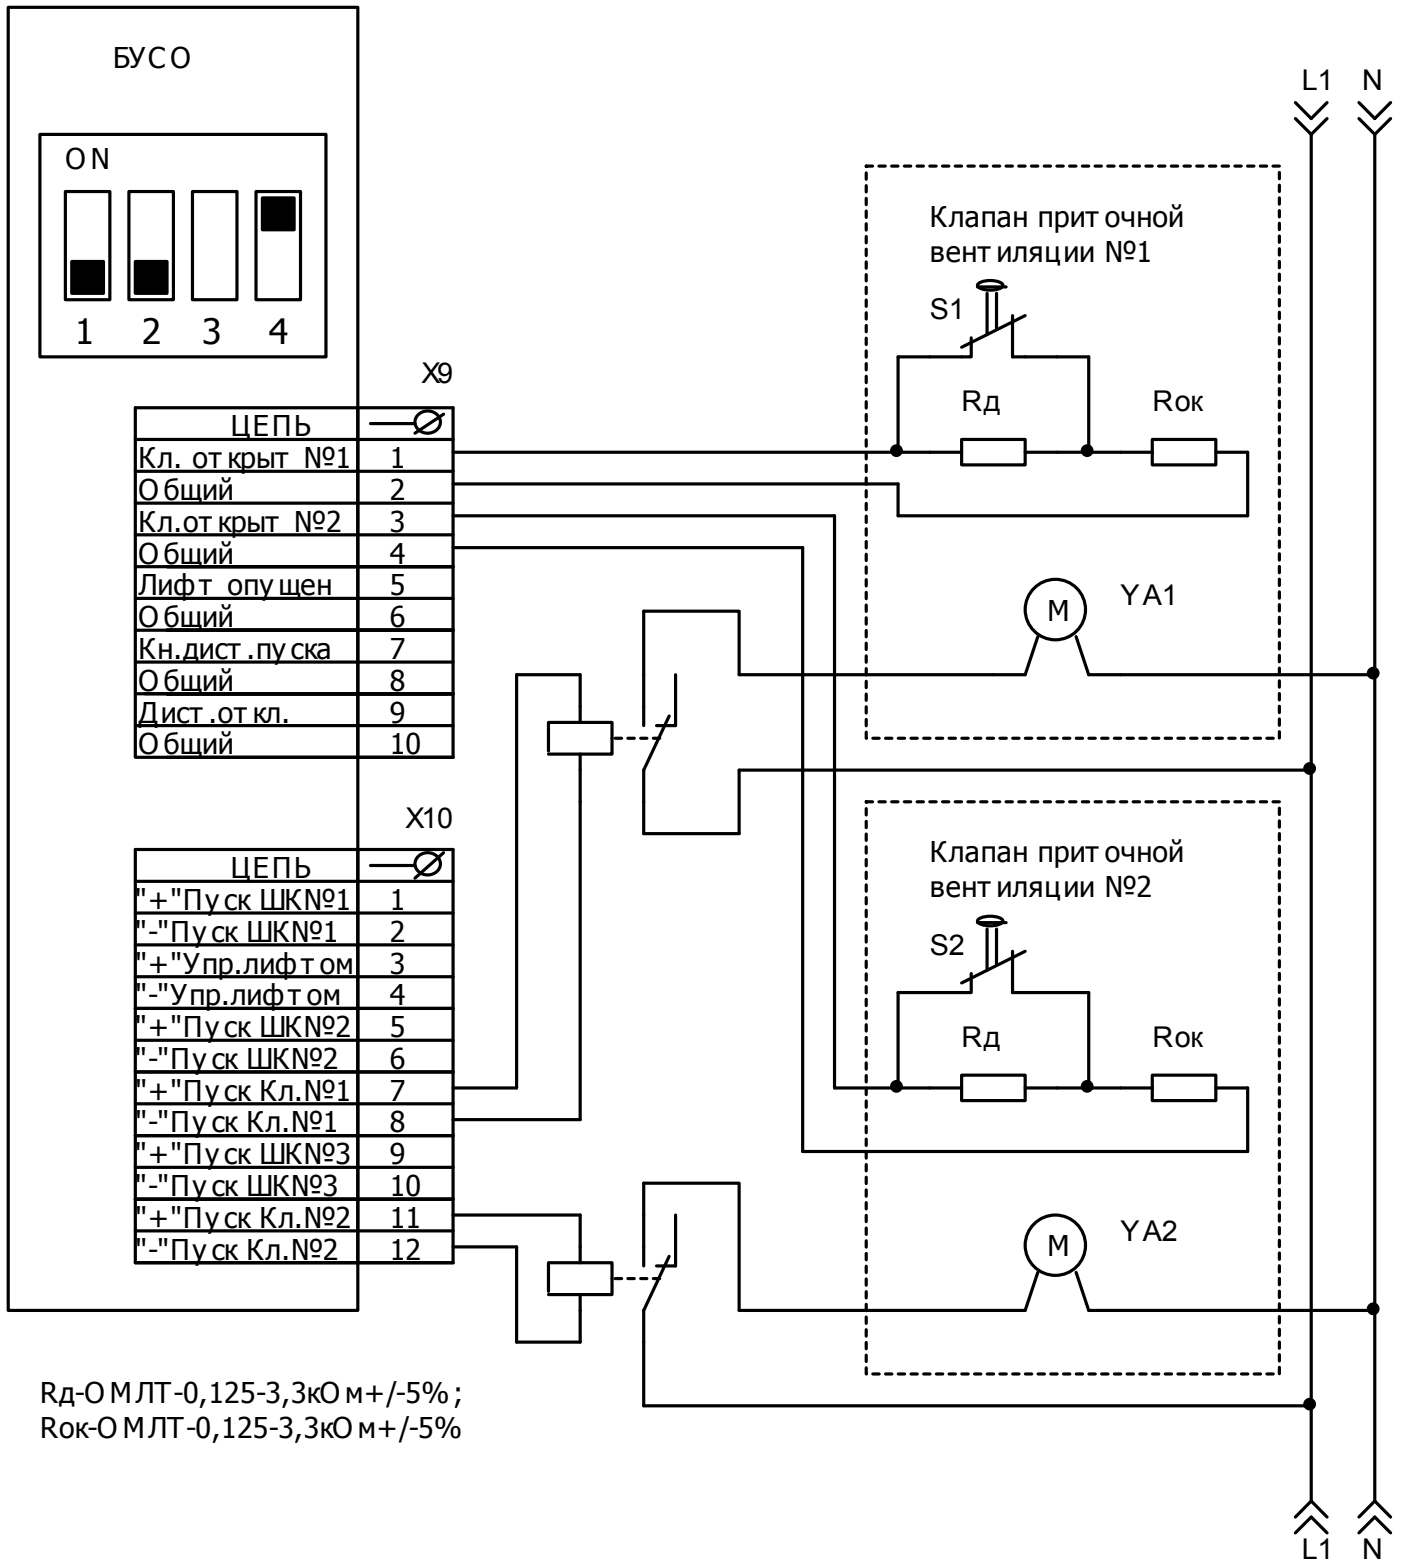 БУСО
ON
1 2 3 4
X9
ЦЕПЬ
Кл. открыт №1 1
Общий 2
Кл.открыт №2 3
Общий 4
Лифт опущен 5
Общий 6
Кн.дист.пуска 7
Общий 8
Дист.откл. 9
Общий 10
X10
ЦЕПЬ
"+"Пуск ШК№1 1
"-"Пуск ШК№1 2
"+"Упр.лифтом 3
"-"Упр.лифтом 4
"+"Пуск ШК№2 5
"-"Пуск ШК№2 6
"+"Пуск Кл.№1 7
"-"Пуск Кл.№1 8
"+"Пуск ШК№3 9
"-"Пуск ШК№3 10
"+"Пуск Кл.№2 11
"-"Пуск Кл.№2 12
Rд-ОМЛТ-0,125-3,3кОм+/-5%;
Rок-ОМЛТ-0,125-3,3кОм+/-5%
L1 N
Клапан приточной
вентиляции №1
S1
Rд Rок
M YA1
Клапан приточной
вентиляции №2
S2
Rд Rок
M YA2
L1 N